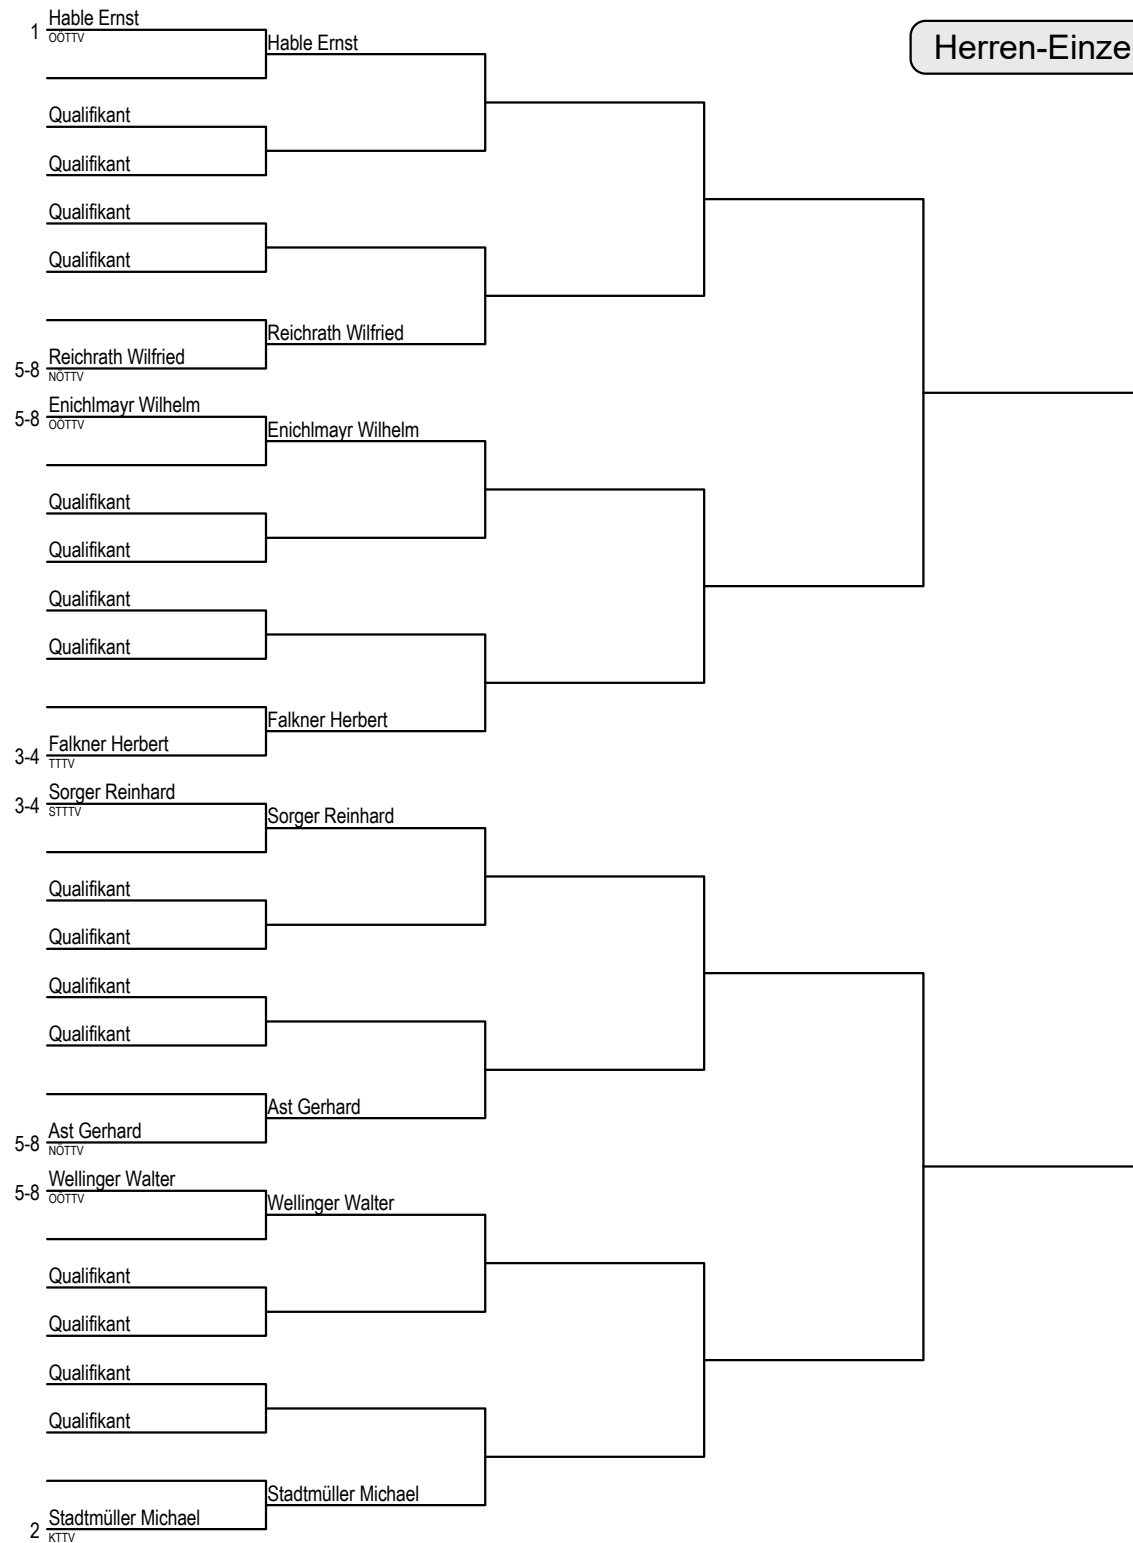 Hable Ernst
1
OÖTTV
Hable Ernst
Herren-Einze
Qualifikant
Qualifikant
Qualifikant
Qualifikant
Reichrath Wilfried
Reichrath Wilfried
5-8
NÖTTV
Enichlmayr Wilhelm
5-8
OÖTTV
Enichlmayr Wilhelm
Qualifikant
Qualifikant
Qualifikant
Qualifikant
Falkner Herbert
Falkner Herbert
3-4
TTTV
Sorger Reinhard
3-4
STTTV
Sorger Reinhard
Qualifikant
Qualifikant
Qualifikant
Qualifikant
Ast Gerhard
Ast Gerhard
5-8
NÖTTV
Wellinger Walter
5-8
OÖTTV
Wellinger Walter
Qualifikant
Qualifikant
Qualifikant
Qualifikant
Stadtmüller Michael
Stadtmüller Michael
2
KTTV